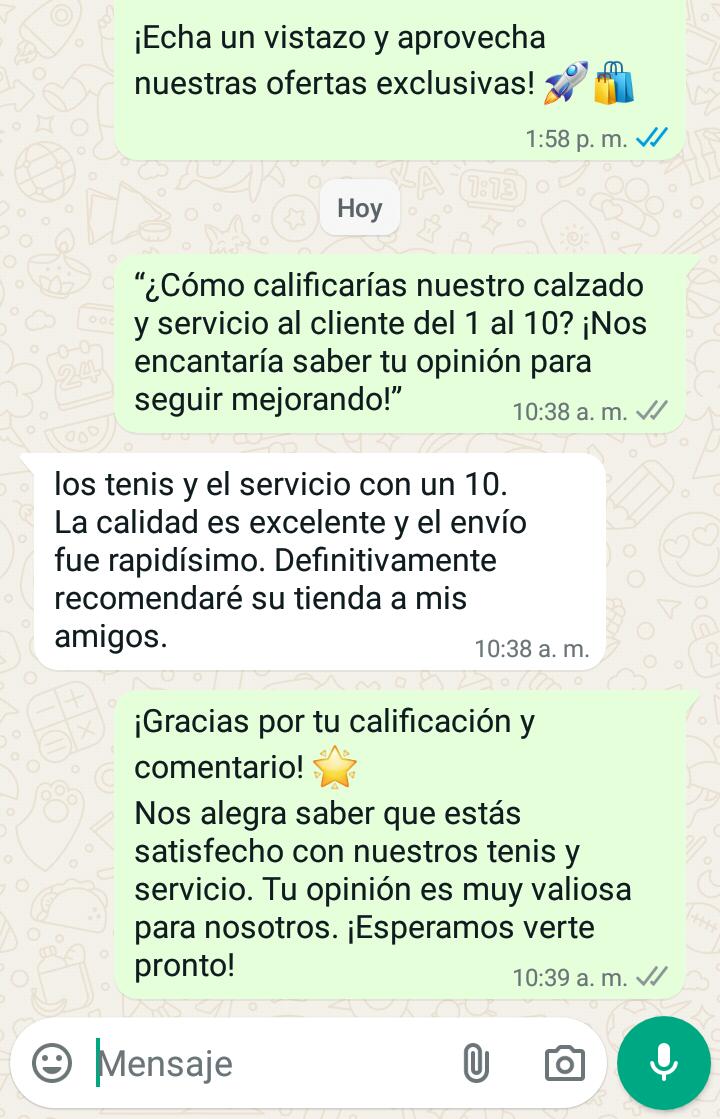 ¡Echa un vistazo y aprovecha
nuestras ofertas exclusivas! 🚀🛍️
1:58 p. m.
Hoy
“¿Cómo calificarías nuestro calzado
y servicio al cliente del 1 al 10? ¡Nos
encantaría saber tu opinión para
seguir mejorando!”
10:38 a. m.
los tenis y el servicio con un 10.
La calidad es excelente y el envío
fue rapidísimo. Definitivamente
recomendaré su tienda a mis
amigos.
10:38 a. m.
¡Gracias por tu calificación y
comentario! 🌟
Nos alegra saber que estás
satisfecho con nuestros tenis y
servicio. Tu opinión es muy valiosa
para nosotros. ¡Esperamos verte
pronto!
10:39 a. m.
Mensaje